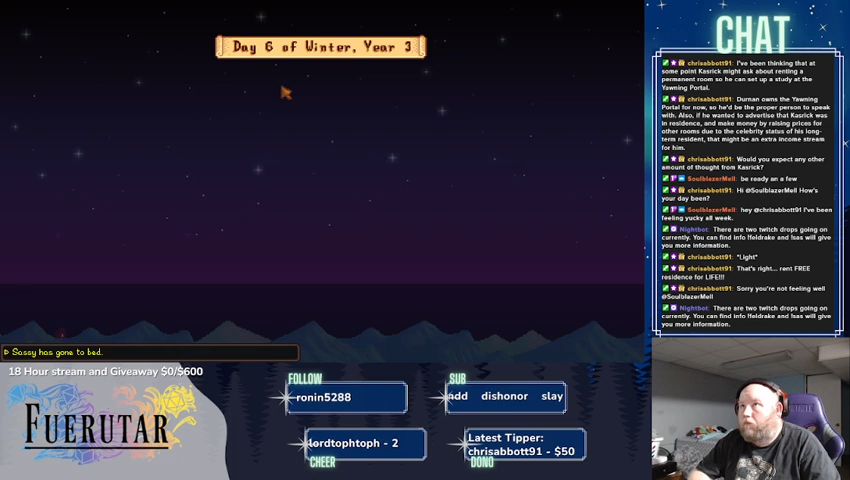 Day 6 of Winter, Year 3
CHAT
chrisabbott91: I've been thinking that at
some point Kasrick might ask about renting a
permanent room so he can set up a study at the
Yawning Portal.
chrisabbott91: Durnan owns the Yawning
Portal for now, so he'd be the proper person to speak
with. Also, if he wanted to advertise that Kasrick was
in residence, and make money by raising prices for
other rooms due to the celebrity status of his long-
term resident, that might be an extra income stream
for him.
chrisabbott91: Would you expect any other
amount of thought from Kasrick?
SoulblazerMell: be ready an a few
chrisabbott91: Hi @SoulblazerMell How's
your day been?
SoulblazerMell: hey @chrisabbott91 I've been
feeling yucky all week.
Nightbot: There are two twitch drops going on
currently. You can find info !feldrake and !sas will give
you more information.
chrisabbott91: *Light*
chrisabbott91: That's right... rent FREE
residence for LIFE!!!
chrisabbott91: Sorry you're not feeling well
@SoulblazerMell
Nightbot: There are two twitch drops going on
currently. You can find info !feldrake and !sas will give
you more information.
Sassy has gone to bed.
18 Hour stream and Giveaway $0/$600
FUERUTAR
FOLLOW
ronin5288
SUB
add dishonor slay
lordtophtoph - 2
CHEER
Latest Tipper:
chrisabbott91 - $50
DONO